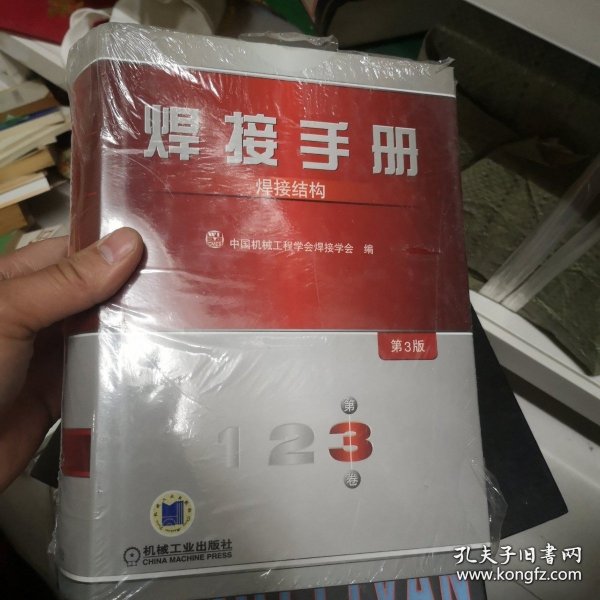 焊接手册
焊接结构
中国机械工程学会焊接学会 编
第3版
第
1 2 3
卷
机械工业出版社
CHINA MACHINE PRESS
孔夫子旧书网
www.kongfz.com